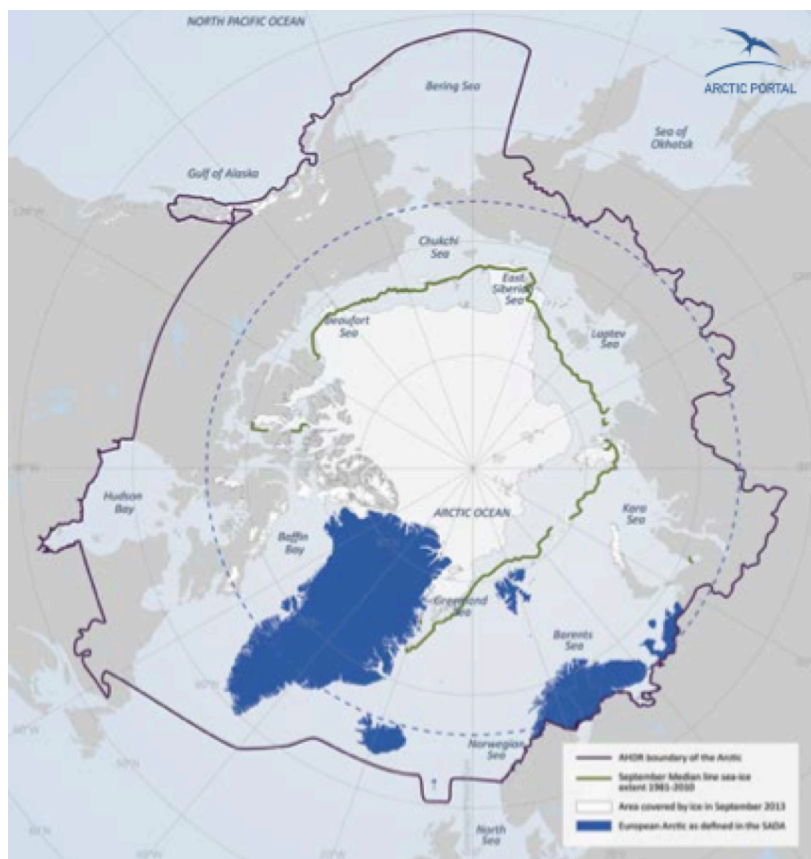 NORTH PACIFIC OCEAN
ARCTIC PORTAL
Bering Sea
Sea of
Okhotsk
Gulf of Alaska
Chukchi
Sea
East
Siberian
Sea
Beaufort
Sea
Laptev
Sea
Hudson
Bay
Baffin
Bay
ARCTIC OCEAN
Kara
Sea
Greenland
Sea
Barents
Sea
Norwegian
Sea
North
Sea
AHDR boundary of the Arctic
September Median line sea-ice
extent 1981-2010
Area covered by ice in September 2013
European Arctic as defined in the SADA